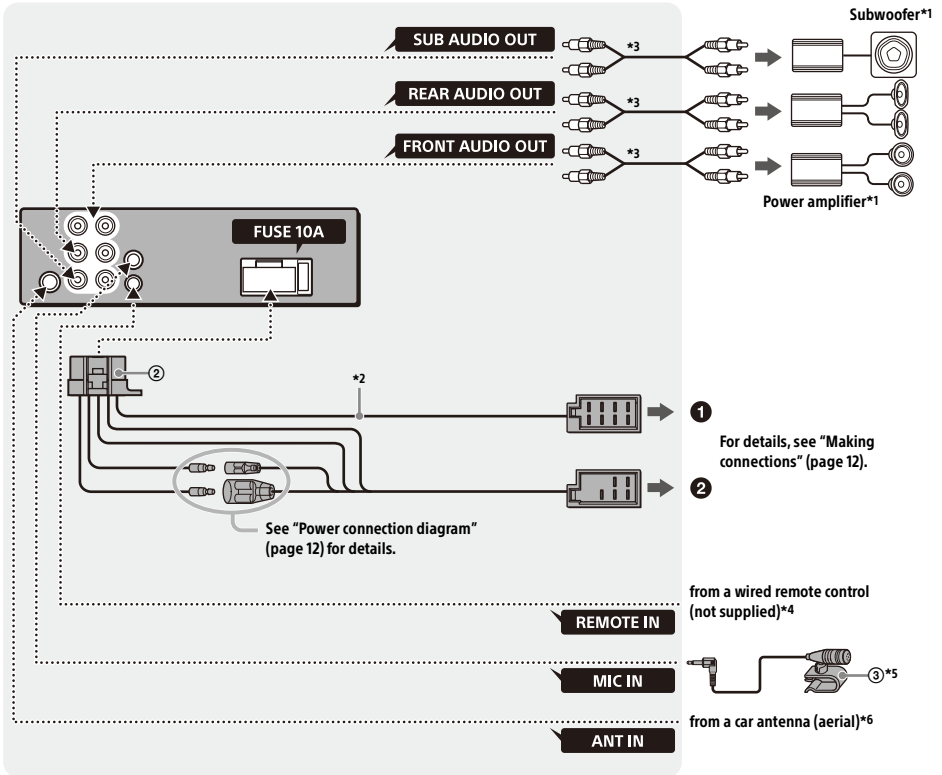 Subwoofer*1
SUB AUDIO OUT
*3
REAR AUDIO OUT
*3
FRONT AUDIO OUT
*3
Power amplifier*1
FUSE 10A
②
*2
❶
For details, see “Making
connections” (page 12).
❷
See “Power connection diagram”
(page 12) for details.
from a wired remote control
(not supplied)*4
REMOTE IN
MIC IN
③*5
from a car antenna (aerial)*6
ANT IN